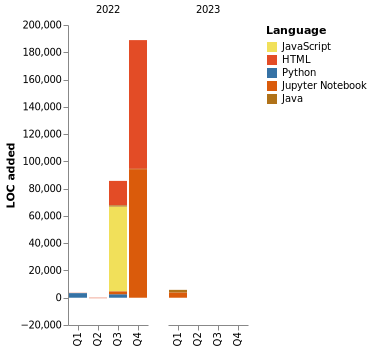 2022 2023
Language
JavaScript
HTML
Python
Jupyter Notebook
Java
LOC added
200,000
180,000
160,000
140,000
120,000
100,000
80,000
60,000
40,000
20,000
0
−20,000
Q1 Q2 Q3 Q4 Q1 Q2 Q3 Q4